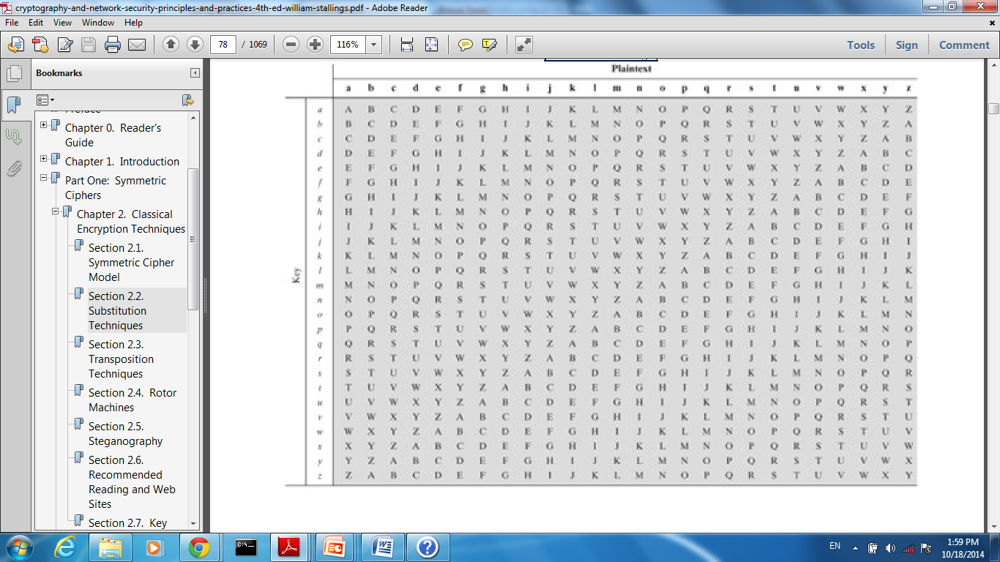 cryptography-and-network-security-principles-and-practices-4th-ed-william-stallings.pdf - Adobe Reader
File Edit View Window Help
78 / 1069 116% Tools Sign Comment
Bookmarks
Preface
Chapter 0. Reader's
Guide
Chapter 1. Introduction
Part One: Symmetric
Ciphers
Chapter 2. Classical
Encryption Techniques
Section 2.1.
Symmetric Cipher
Model
Section 2.2.
Substitution
Techniques
Section 2.3.
Transposition
Techniques
Section 2.4. Rotor
Machines
Section 2.5.
Steganography
Section 2.6.
Recommended
Reading and Web
Sites
Section 2.7. Key
Plaintext
a b c d e f g h i j k l m n o p q r s t u v w x y z
Key
a A B C D E F G H I J K L M N O P Q R S T U V W X Y Z
b B C D E F G H I J K L M N O P Q R S T U V W X Y Z A
c C D E F G H I J K L M N O P Q R S T U V W X Y Z A B
d D E F G H I J K L M N O P Q R S T U V W X Y Z A B C
e E F G H I J K L M N O P Q R S T U V W X Y Z A B C D
f F G H I J K L M N O P Q R S T U V W X Y Z A B C D E
g G H I J K L M N O P Q R S T U V W X Y Z A B C D E F
h H I J K L M N O P Q R S T U V W X Y Z A B C D E F G
i I J K L M N O P Q R S T U V W X Y Z A B C D E F G H
j J K L M N O P Q R S T U V W X Y Z A B C D E F G H I
k K L M N O P Q R S T U V W X Y Z A B C D E F G H I J
l L M N O P Q R S T U V W X Y Z A B C D E F G H I J K
m M N O P Q R S T U V W X Y Z A B C D E F G H I J K L
n N O P Q R S T U V W X Y Z A B C D E F G H I J K L M
o O P Q R S T U V W X Y Z A B C D E F G H I J K L M N
p P Q R S T U V W X Y Z A B C D E F G H I J K L M N O
q Q R S T U V W X Y Z A B C D E F G H I J K L M N O P
r R S T U V W X Y Z A B C D E F G H I J K L M N O P Q
s S T U V W X Y Z A B C D E F G H I J K L M N O P Q R
t T U V W X Y Z A B C D E F G H I J K L M N O P Q R S
u U V W X Y Z A B C D E F G H I J K L M N O P Q R S T
v V W X Y Z A B C D E F G H I J K L M N O P Q R S T U
w W X Y Z A B C D E F G H I J K L M N O P Q R S T U V
x X Y Z A B C D E F G H I J K L M N O P Q R S T U V W
y Y Z A B C D E F G H I J K L M N O P Q R S T U V W X
z Z A B C D E F G H I J K L M N O P Q R S T U V W X Y
EN
1:59 PM
10/18/2014